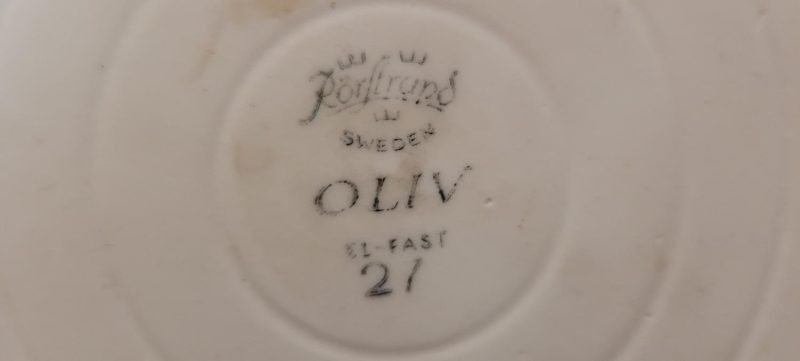 Rörstrand
SWEDEN
OLIV
EL-FAST
21